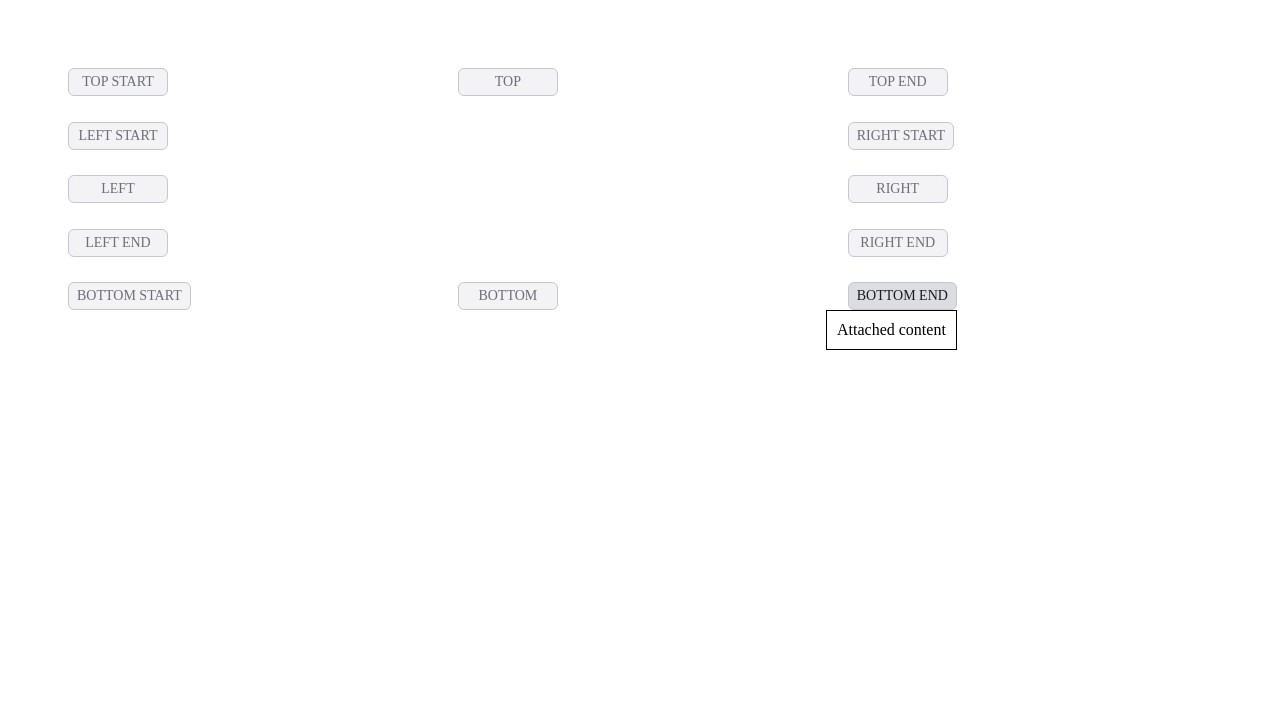 TOP START
TOP
TOP END
LEFT START
RIGHT START
LEFT
RIGHT
LEFT END
RIGHT END
BOTTOM START
BOTTOM
BOTTOM END
Attached content